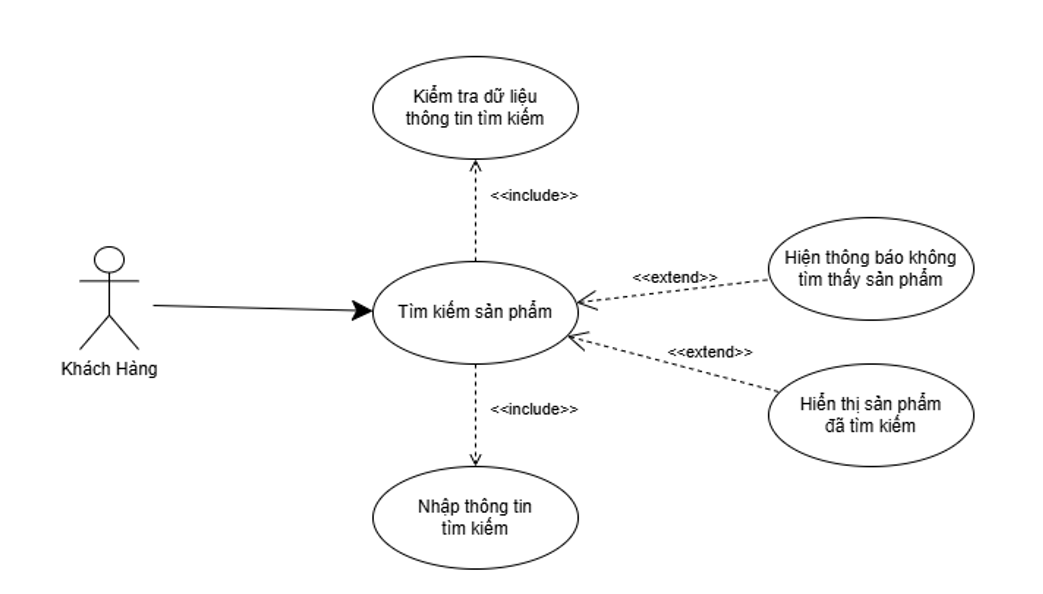 Kiểm tra dữ liệu
thông tin tìm kiếm
<<include>>
Hiện thông báo không
tìm thấy sản phẩm
<<extend>>
Tìm kiếm sản phẩm
Khách Hàng
<<extend>>
Hiển thị sản phẩm
đã tìm kiếm
<<include>>
Nhập thông tin
tìm kiếm